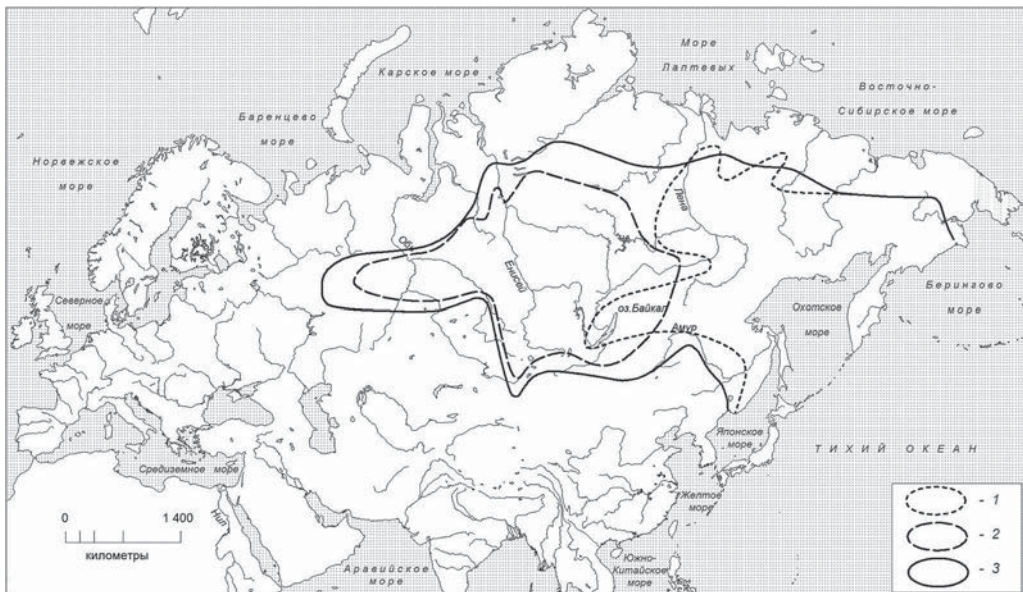 Море
Лаптевых
Карское море
Восточно-
Сибирское море
Баренцево
море
Норвежское
море
Лена
Обь
Енисей
Берингово
море
Северное
море
оз.Байкал
Охотское
море
Амур
Японское
море
ТИХИЙ ОКЕАН
Средиземное море
Желтое
море
Нил
0 1 400
километры
Южно-
Китайское
море
Аравийское
море
- 1
- 2
- 3